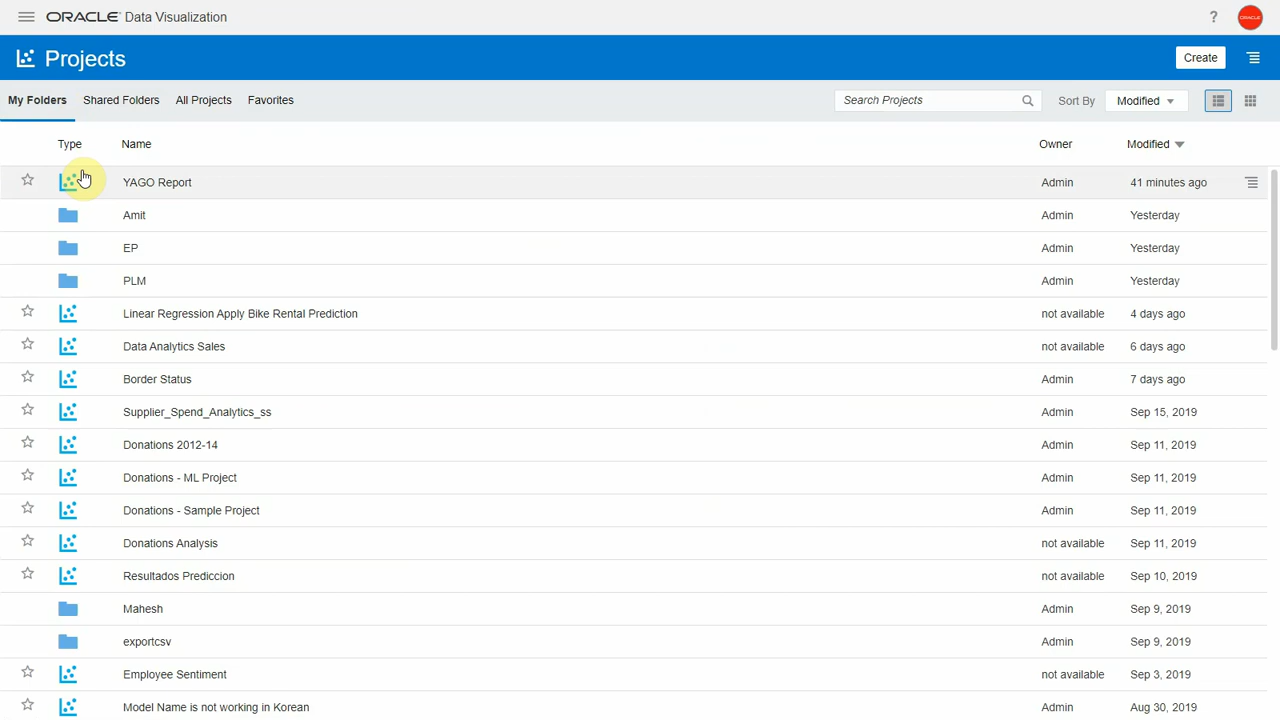 ORACLE Data Visualization ? ORACLE
Projects Create
My Folders Shared Folders All Projects Favorites Search Projects Sort By Modified
Type Name Owner Modified
YAGO Report Admin 41 minutes ago
Amit Admin Yesterday
EP Admin Yesterday
PLM Admin Yesterday
Linear Regression Apply Bike Rental Prediction not available 4 days ago
Data Analytics Sales not available 6 days ago
Border Status Admin 7 days ago
Supplier_Spend_Analytics_ss Admin Sep 15, 2019
Donations 2012-14 Admin Sep 11, 2019
Donations - ML Project Admin Sep 11, 2019
Donations - Sample Project Admin Sep 11, 2019
Donations Analysis not available Sep 11, 2019
Resultados Prediccion not available Sep 10, 2019
Mahesh Admin Sep 9, 2019
exportcsv Admin Sep 9, 2019
Employee Sentiment not available Sep 3, 2019
Model Name is not working in Korean Admin Aug 30, 2019